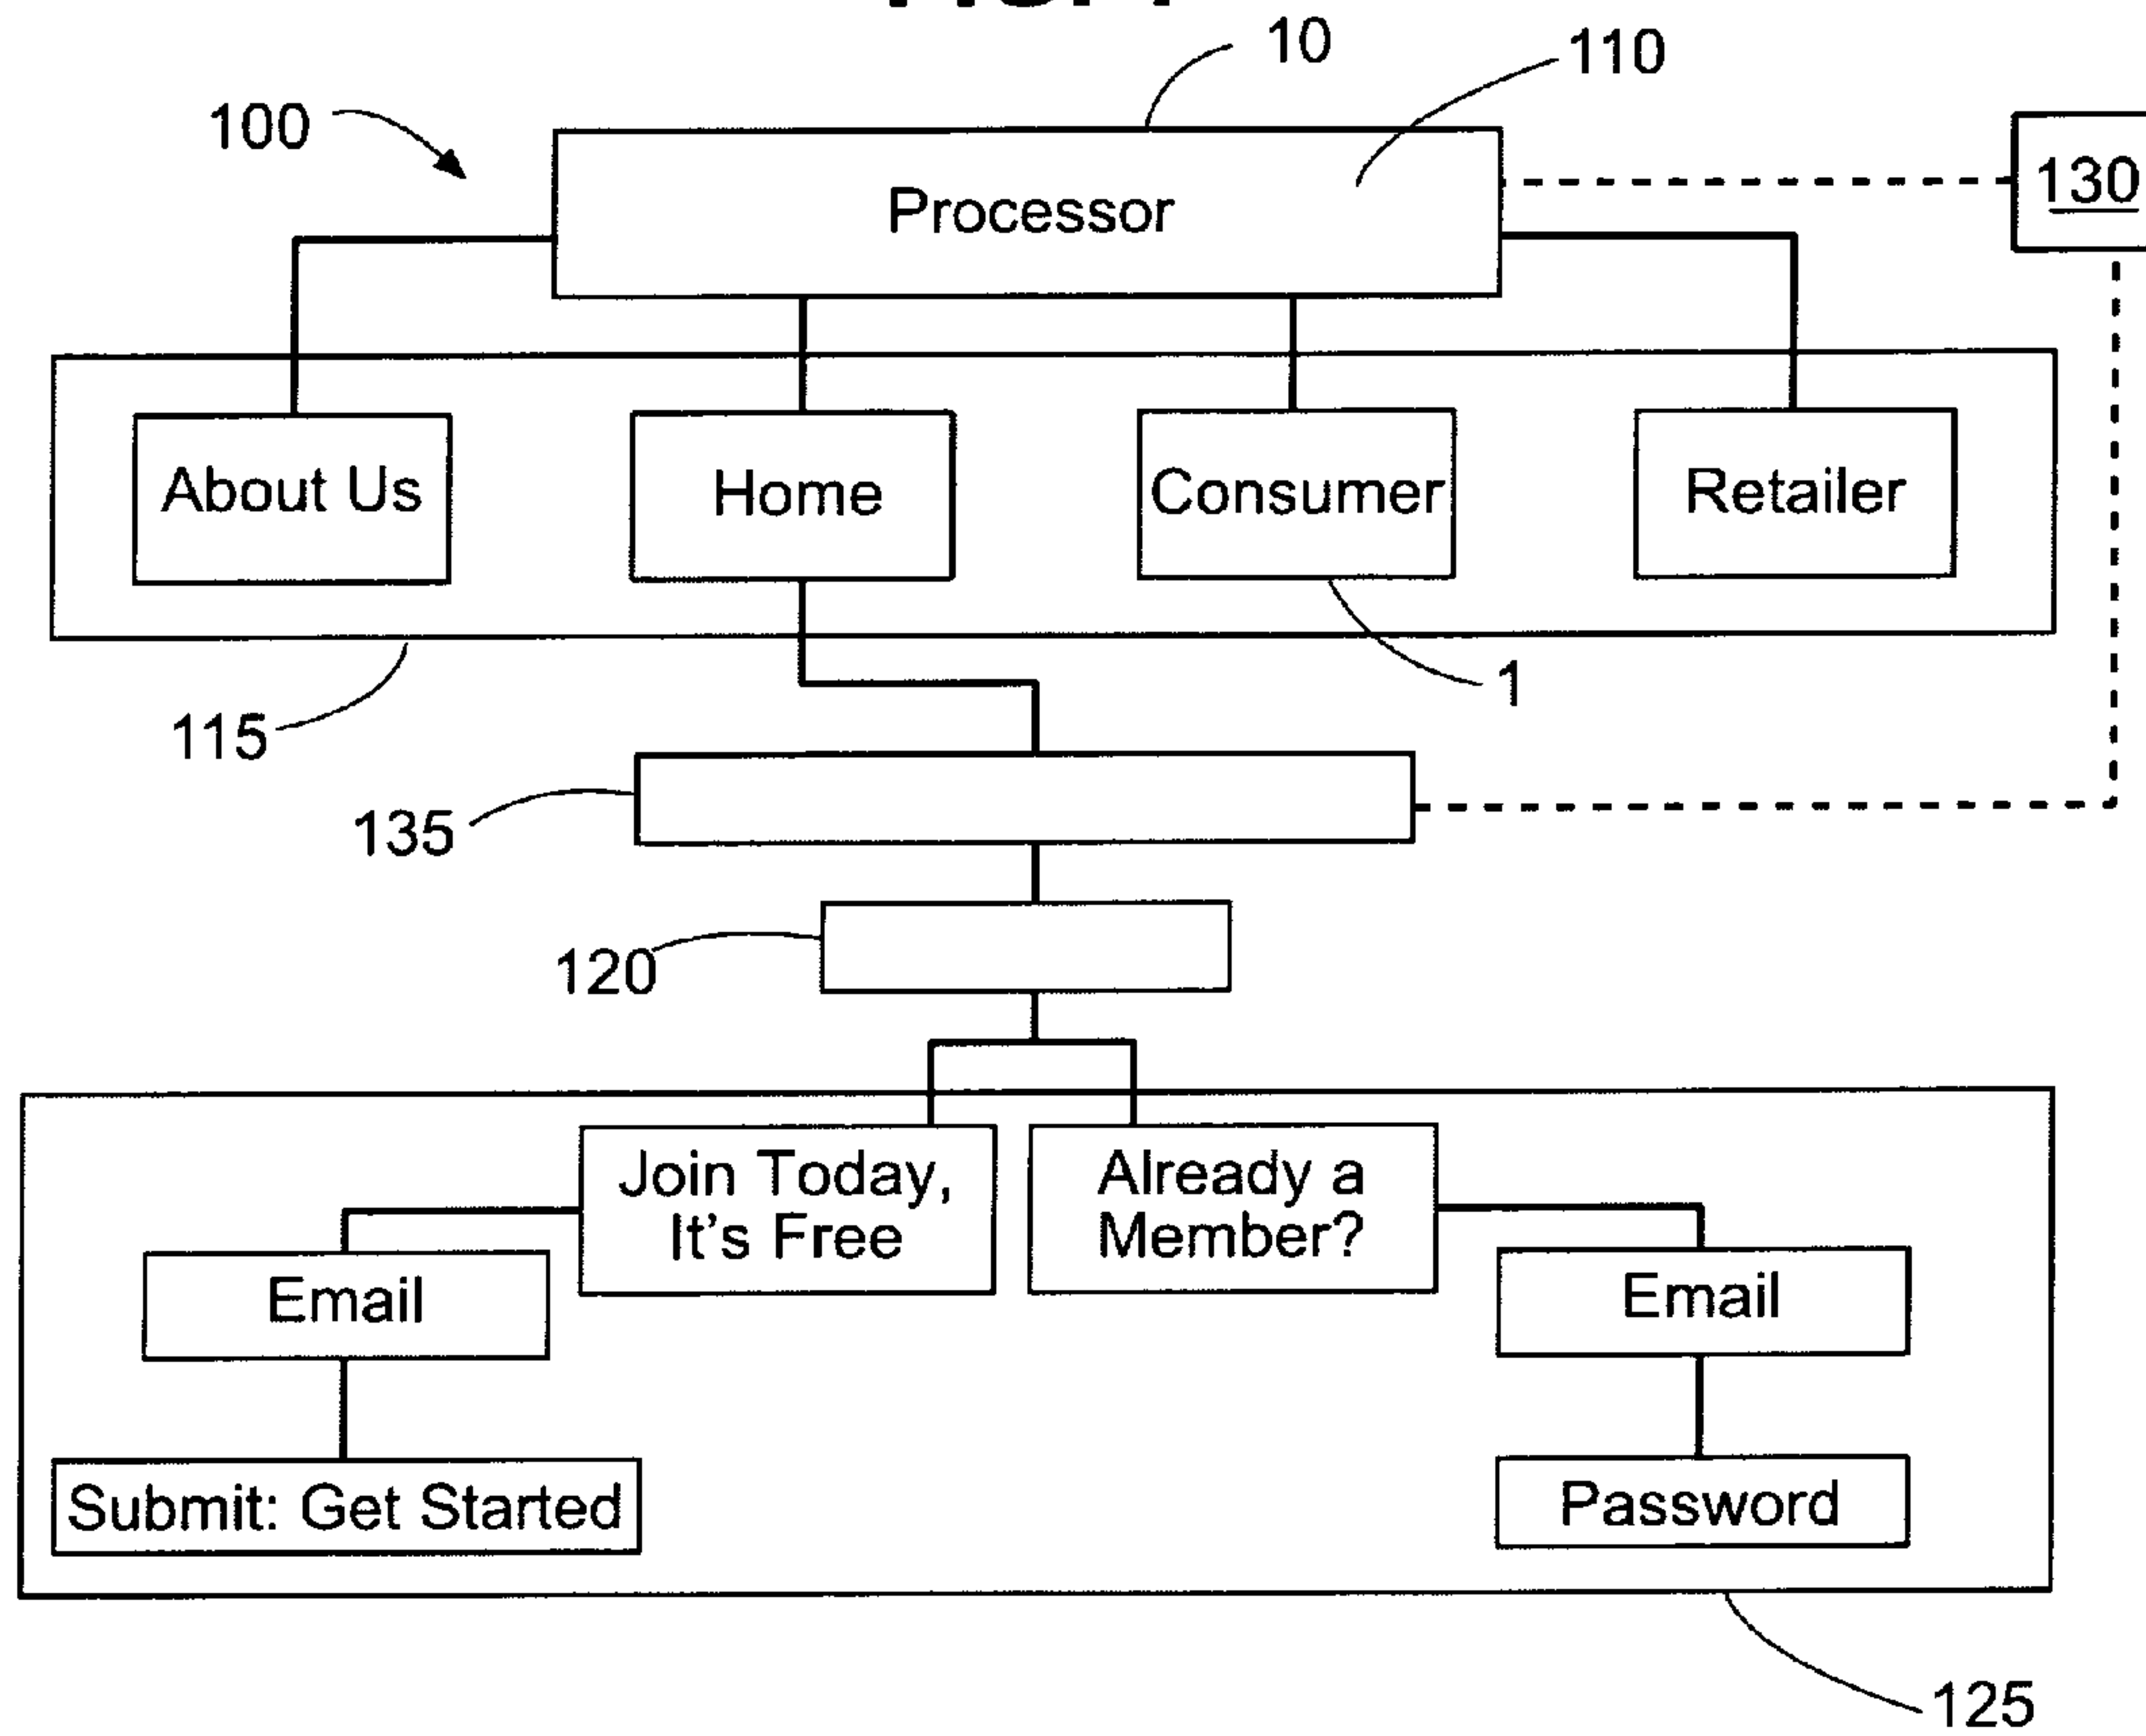 10
110
100
130
Processor
About Us
Home
Consumer
Retailer
1
115
135
120
Join Today,
It's Free
Already a
Member?
Email
Email
Submit: Get Started
Password
125